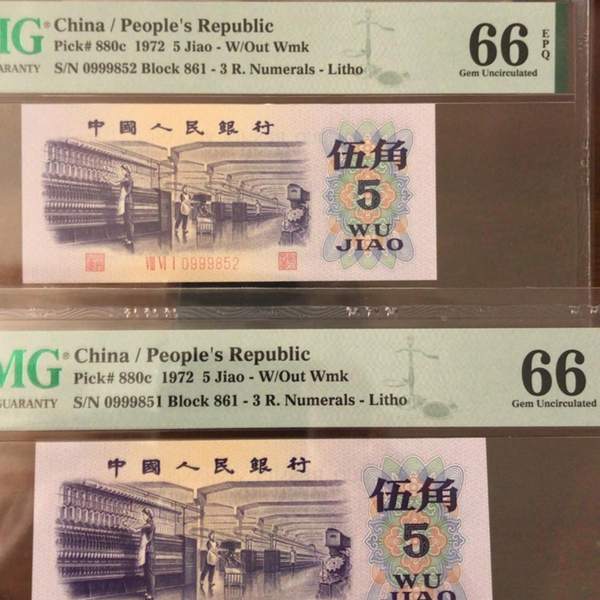 MG® China / People's Republic
Pick# 880c 1972 5 Jiao - W/Out Wmk
ARANTY S/N 0999852 Block 861 - 3 R. Numerals - Litho
66 EPQ
Gem Uncirculated
中國人民銀行
伍角
5
WU
JIAO
VIII VI I 0999852
MG® China / People's Republic
Pick# 880c 1972 5 Jiao - W/Out Wmk
GUARANTY S/N 0999851 Block 861 - 3 R. Numerals - Litho
66
Gem Uncirculated
中國人民銀行
伍角
5
WU
JIAO